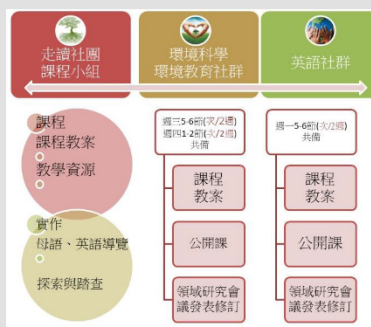 走讀社團
課程小組
環境科學
環境教育社群
英語社群
課程
課程教案
教學資源
實作
母語、英語導覽
探索與踏查
週三5-6節(次/2週)
週四1-2節(次/2週)
共備
課程
教案
公開課
領域研究會
議發表修訂
週一5-6節(次/2週)
共備
課程
教案
公開課
領域研究會
議發表修訂